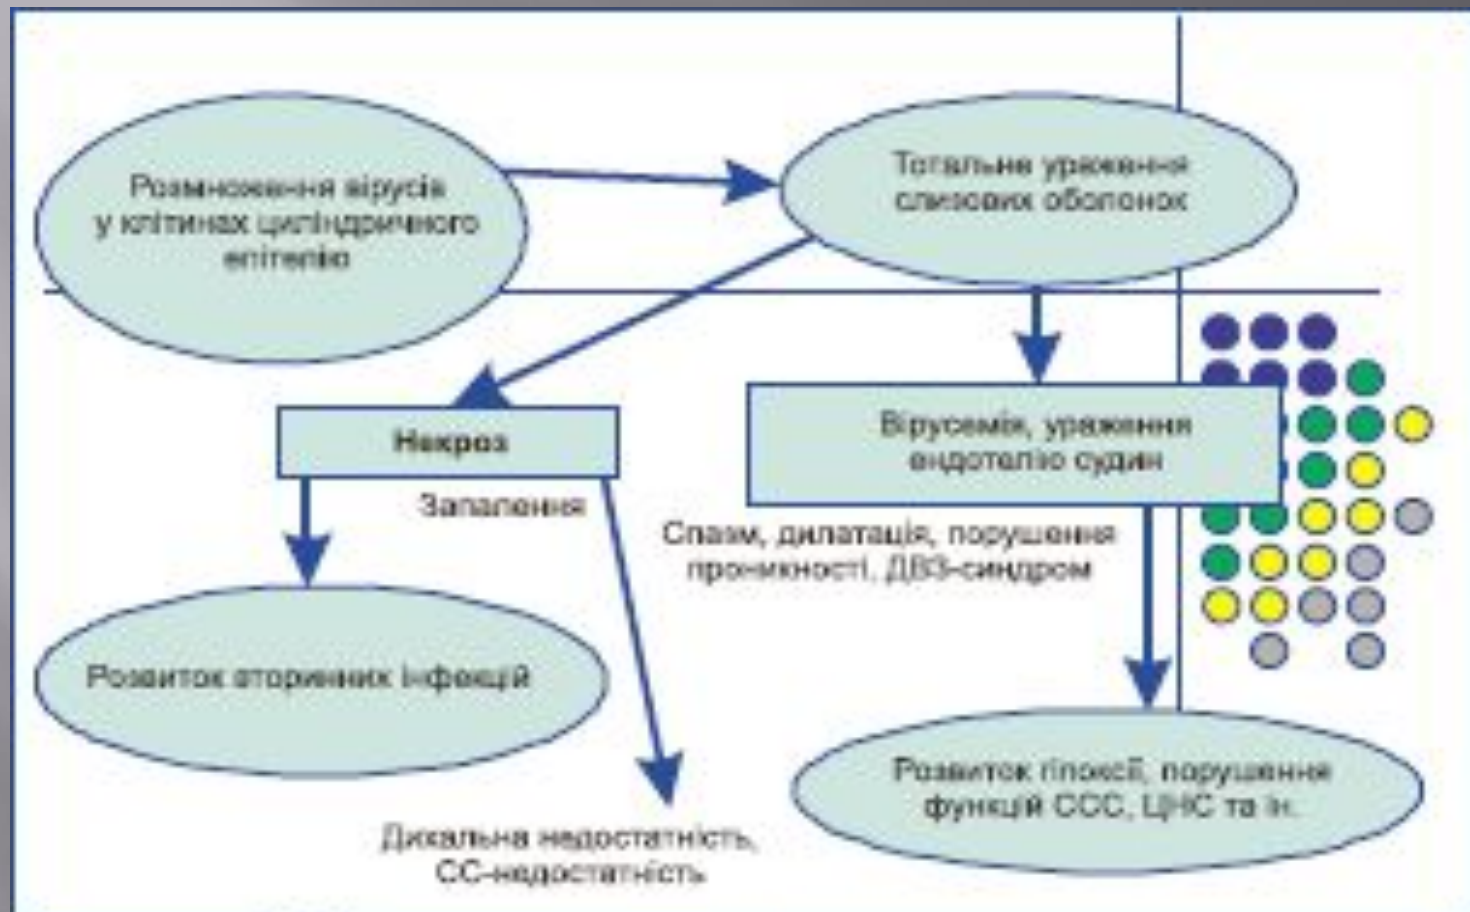 Розмноження вірусів
у клітинах циліндричного
епітелію
Тотальне ураження
слизових оболонок
Некроз
Запалення
Вірусемія, ураження
ендотелію судин
Спазм, дилатація, порушення
проникності, ДВЗ-синдром
Розвиток вторинних інфекцій
Дихальна недостатність,
СС-недостатність
Розвиток гіпоксії, порушення
функцій ССС, ЦНС та ін.